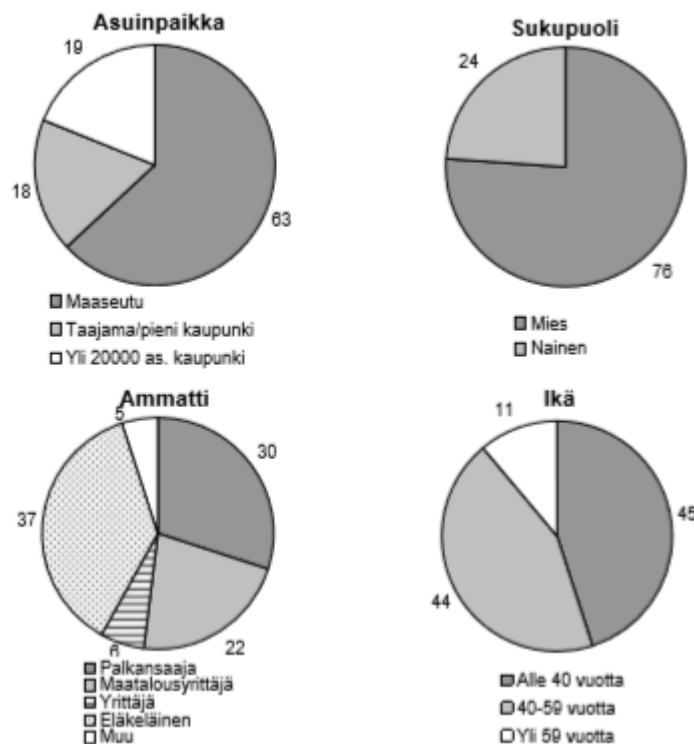 Asuinpaikka
19
18
63
Maaseutu
Taajama/pieni kaupunki
Yli 20000 as. kaupunki
Sukupuoli
24
76
Mies
Nainen
Ammatti
5
30
37
22
6
Palkansaaja
Maatalousyrittäjä
Yrittäjä
Eläkeläinen
Muu
Ikä
11
45
44
Alle 40 vuotta
40-59 vuotta
Yli 59 vuotta